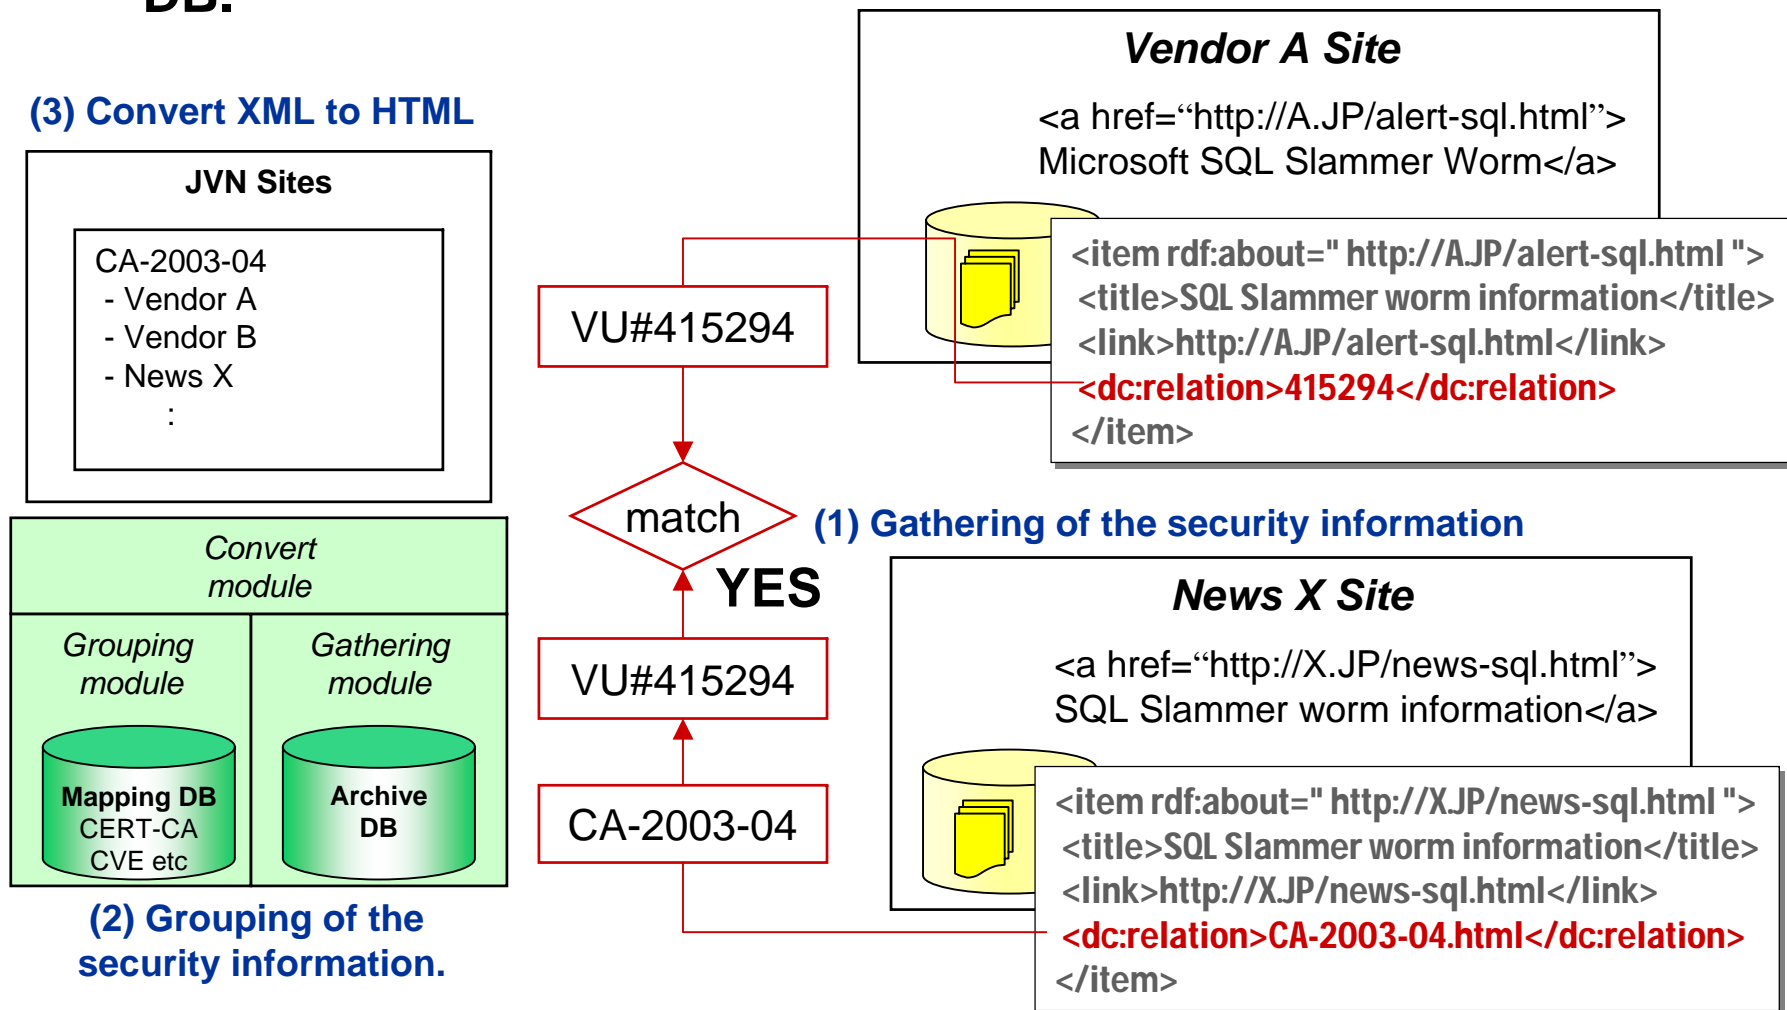 DB.
(3) Convert XML to HTML
JVN Sites
CA-2003-04
- Vendor A
- Vendor B
- News X
:
Convert
module
Grouping
module
Gathering
module
Mapping DB
CERT-CA
CVE etc
Archive
DB
(2) Grouping of the
security information.
VU#415294
match
YES
VU#415294
CA-2003-04
Vendor A Site
<a href=“http://A.JP/alert-sql.html”>
Microsoft SQL Slammer Worm</a>
<item rdf:about=" http://A.JP/alert-sql.html ">
<title>SQL Slammer worm information</title>
<link>http://A.JP/alert-sql.html</link>
<dc:relation>415294</dc:relation>
</item>
(1) Gathering of the security information
News X Site
<a href=“http://X.JP/news-sql.html”>
SQL Slammer worm information</a>
<item rdf:about=" http://X.JP/news-sql.html ">
<title>SQL Slammer worm information</title>
<link>http://X.JP/news-sql.html</link>
<dc:relation>CA-2003-04.html</dc:relation>
</item>